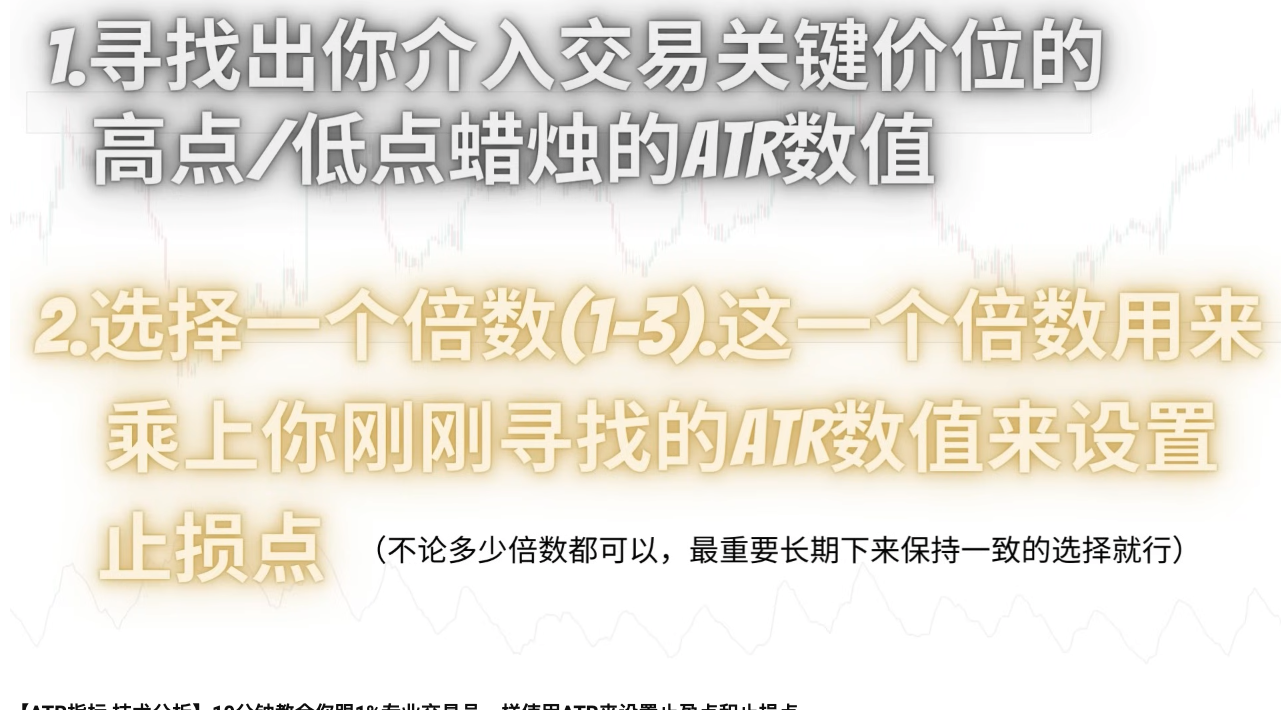 1.寻找出你介入交易关键价位的
高点/低点蜡烛的ATR数值
2.选择一个倍数(1-3).这一个倍数用来
乘上你刚刚寻找的ATR数值来设置
止损点 （不论多少倍数都可以，最重要长期下来保持一致的选择就行）
【ATR指标 技术分析】10分钟教会你跟1%专业交易员一样使用ATR来设置止盈点和止损点